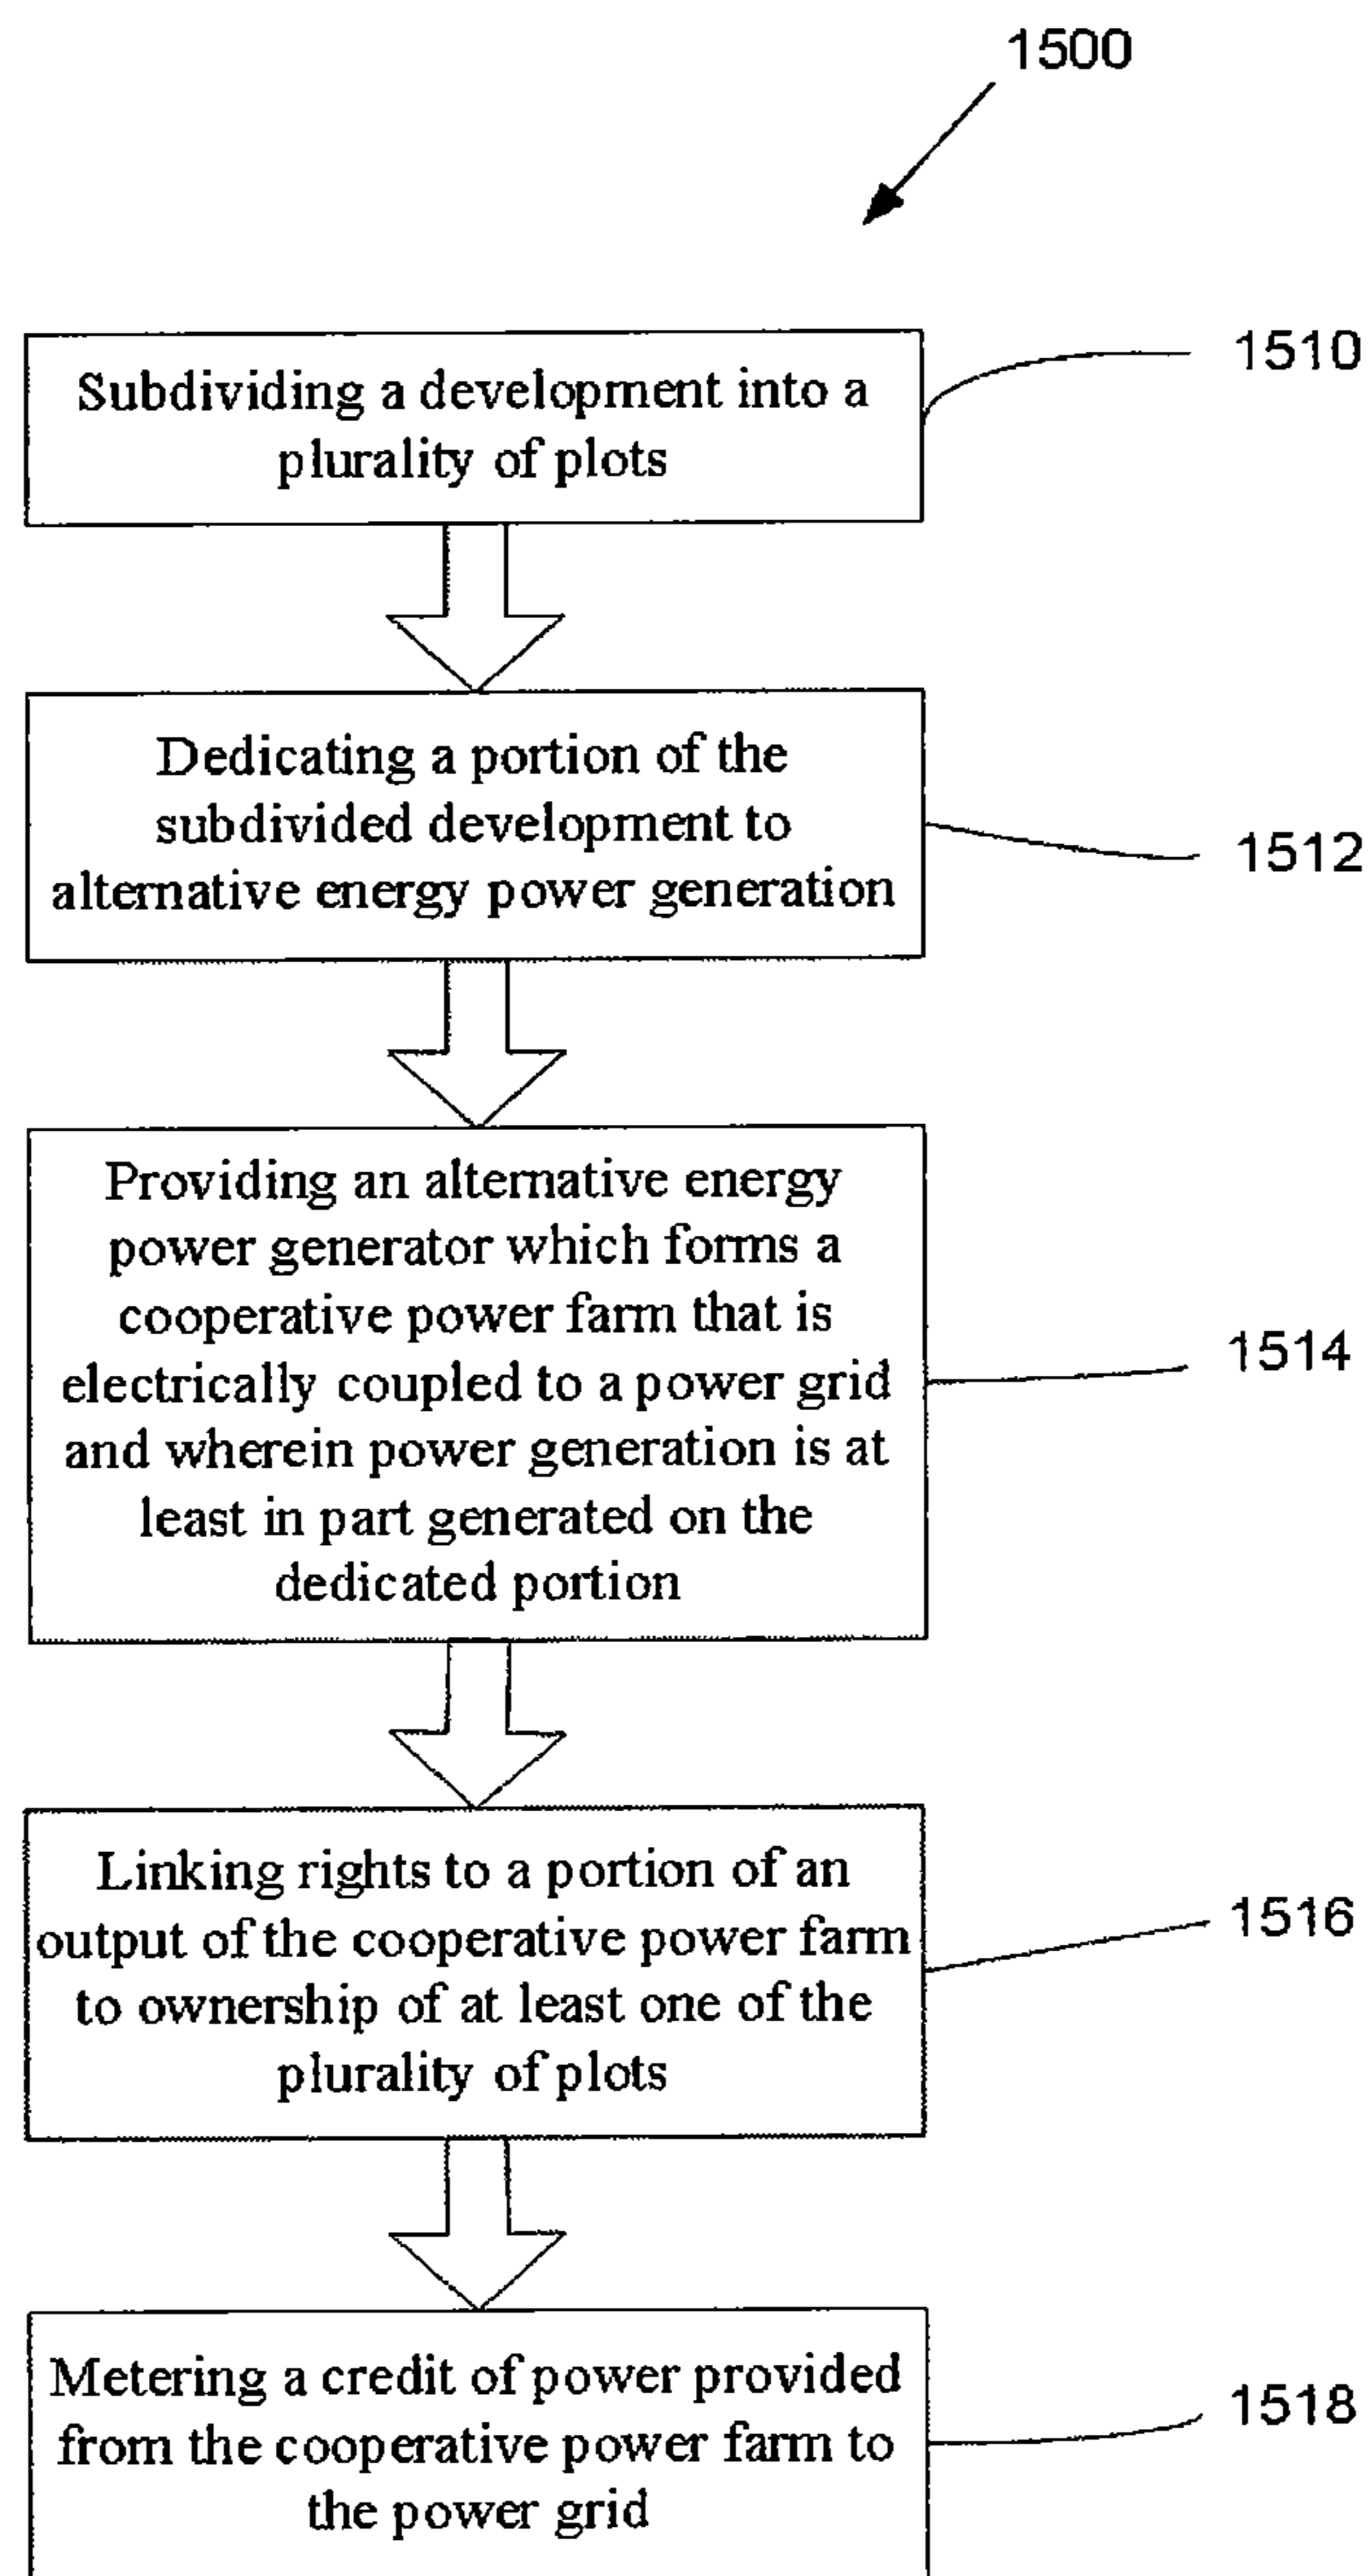 1500
Subdividing a development into a
plurality of plots
1510
Dedicating a portion of the
subdivided development to
alternative energy power generation
1512
Providing an alternative energy
power generator which forms a
cooperative power farm that is
electrically coupled to a power grid
and wherein power generation is at
least in part generated on the
dedicated portion
1514
Linking rights to a portion of an
output of the cooperative power farm
to ownership of at least one of the
plurality of plots
1516
Metering a credit of power provided
from the cooperative power farm to
the power grid
1518